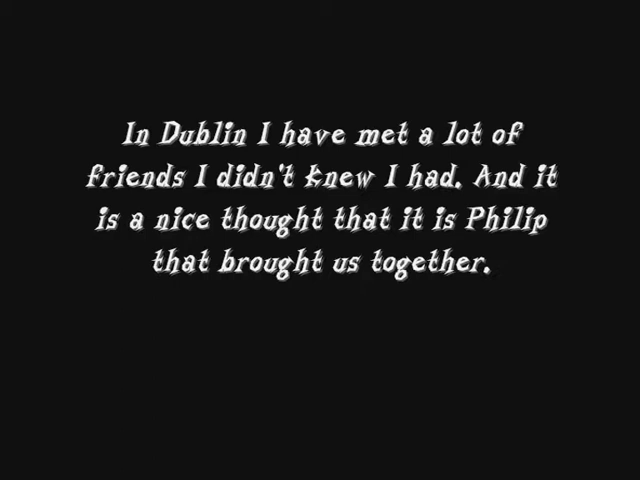 In Dublin I have met a lot of
friends I didn't knew I had. And it
is a nice thought that it is Philip
that brought us together.